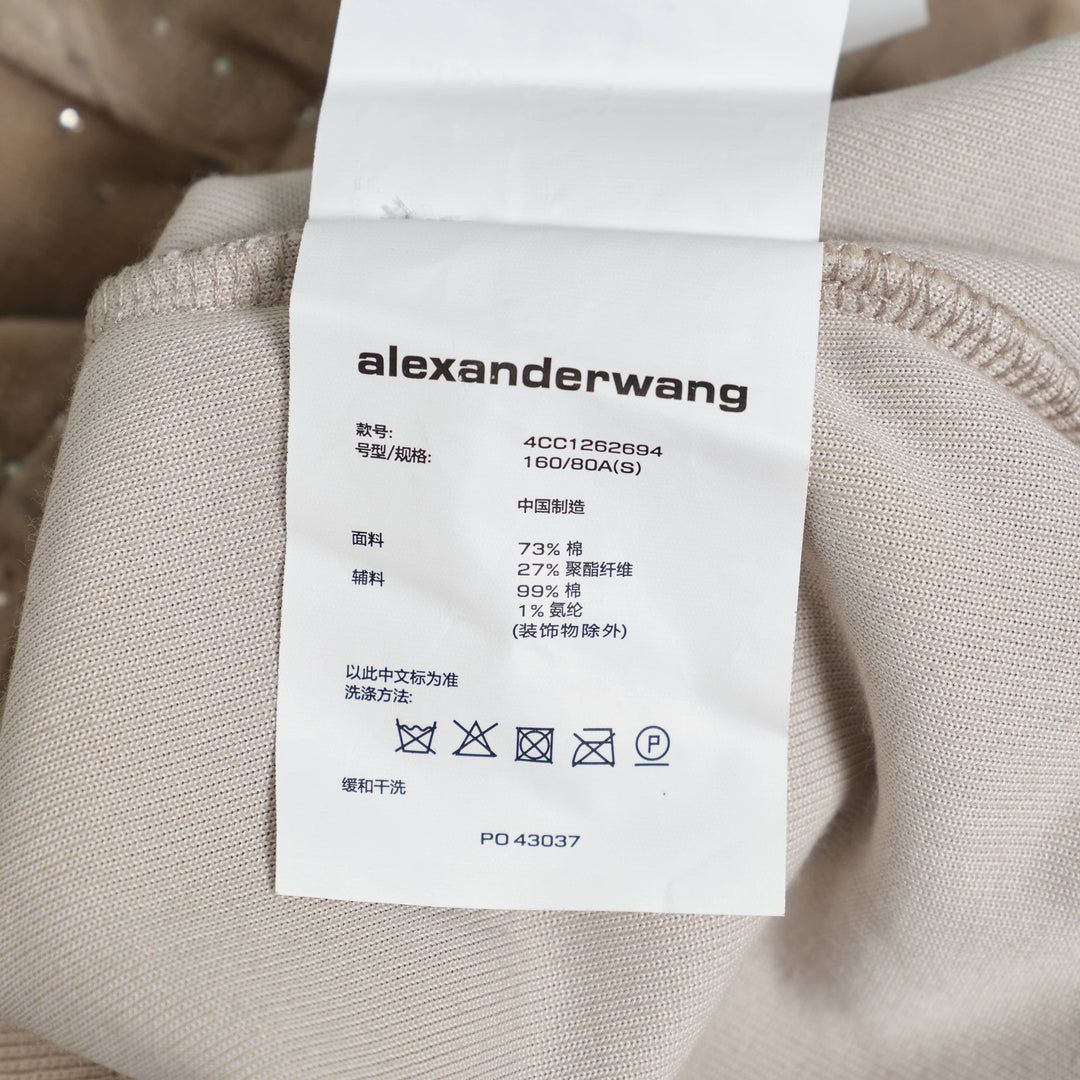 alexanderwang
款号: 4CC1262694
号型/规格: 160/80A(S)
中国制造
面料 73% 棉
27% 聚酯纤维
辅料 99% 棉
1% 氨纶
(装饰物除外)
以此中文标为准
洗涤方法:
P
缓和干洗
PO 43037